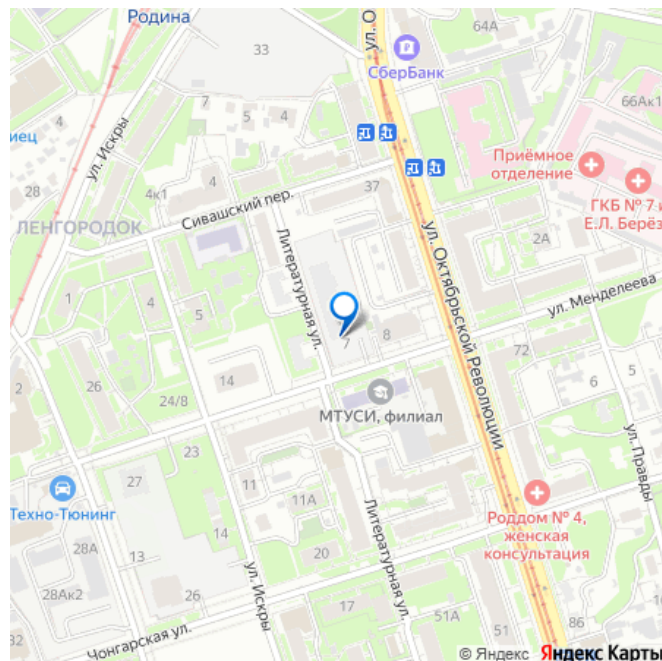 Родина
ул. О
64А
33
СберБанк
66Ак1
7
5
4
4
иец
ул. Искры
Приёмное
отделение
28
4к1
4
37
ГКБ № 7 и
Е.Л. Берёз
Сивашский пер.
ЛЕНГОРОДОК
Литературная ул.
ул. Октябрьской Революции
2А
1
4
5
ул. Менделеева
7
8
72
6
26
14
5
24/8
МТУСИ, филиал
23
ул. Правды
27
11
11А
Техно-Тюнинг
Роддом № 4,
женская
консультация
28А
13
14
20
Литературная ул.
28Ак2
ул. Искры
26
17
51А
32
51
86
Чонгарская ул.
© Яндекс Яндекс Карты